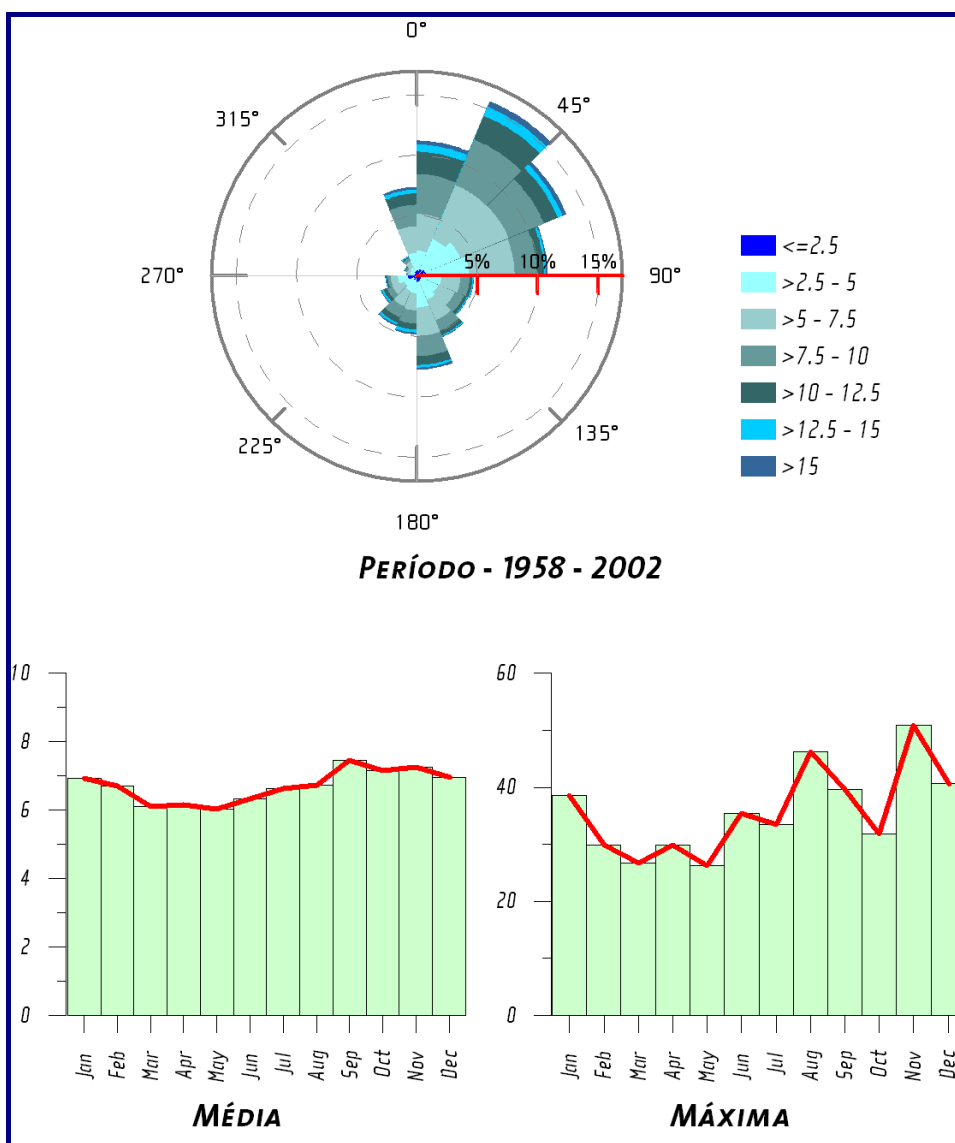 0°
315°
45°
270°
5% 10% 15%
90°
225°
135°
180°
<=2.5
>2.5 - 5
>5 - 7.5
>7.5 - 10
>10 - 12.5
>12.5 - 15
>15
PERÍODO - 1958 - 2002
10
8
6
4
2
0
Jan Feb Mar Apr May Jun Jul Aug Sep Oct Nov Dec
MÉDIA
60
40
20
0
Jan Feb Mar Apr May Jun Jul Aug Sep Oct Nov Dec
MÁXIMA